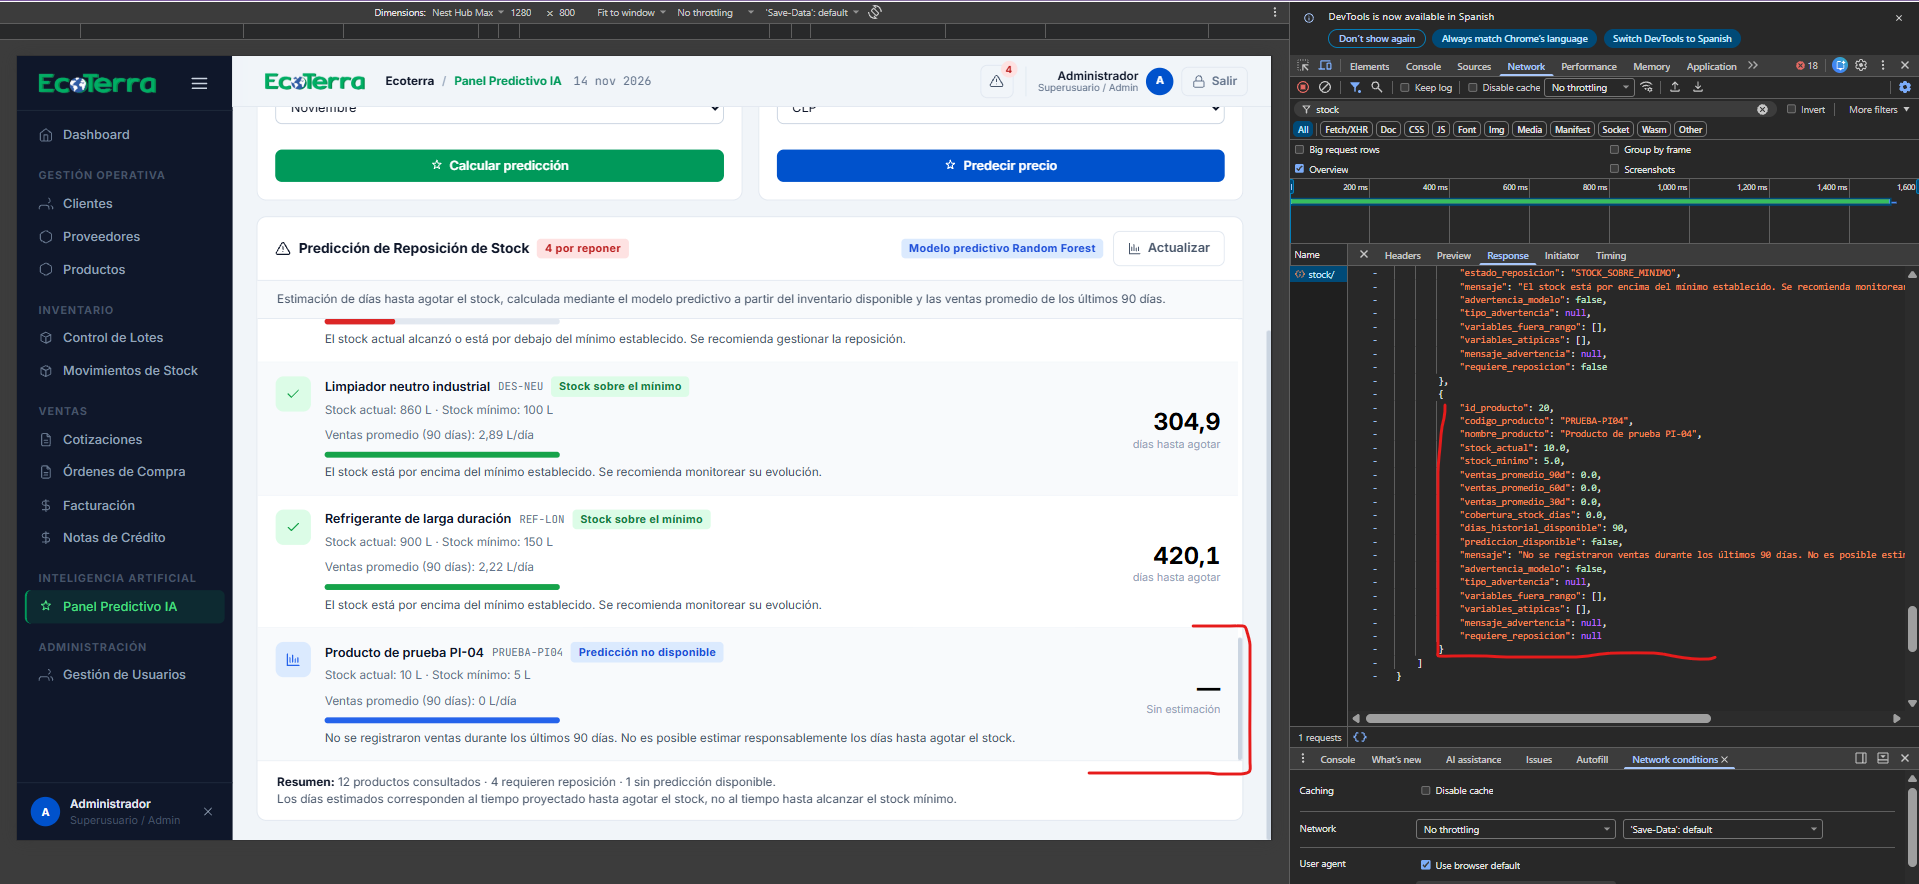 Dimensions: Nest Hub Max 1280 × 800 Fit to window No throttling 'Save-Data': default
EcoTerra
EcoTerra Ecoterra / Panel Predictivo IA 14 nov 2026
4
Administrador
Superusuario / Admin
A
Salir
Dashboard
GESTIÓN OPERATIVA
Clientes
Proveedores
Productos
INVENTARIO
Control de Lotes
Movimientos de Stock
VENTAS
Cotizaciones
Órdenes de Compra
Facturación
Notas de Crédito
INTELIGENCIA ARTIFICIAL
Panel Predictivo IA
ADMINISTRACIÓN
Gestión de Usuarios
A
Administrador
Superusuario / Admin
Noviembre
CLP
Calcular predicción
Predecir precio
Predicción de Reposición de Stock 4 por reponer
Modelo predictivo Random Forest
Actualizar
Estimación de días hasta agotar el stock, calculada mediante el modelo predictivo a partir del inventario disponible y las ventas promedio de los últimos 90 días.
El stock actual alcanzó o está por debajo del mínimo establecido. Se recomienda gestionar la reposición.
Limpiador neutro industrial DES-NEU Stock sobre el mínimo
Stock actual: 860 L · Stock mínimo: 100 L
Ventas promedio (90 días): 2,89 L/día
304,9
días hasta agotar
El stock está por encima del mínimo establecido. Se recomienda monitorear su evolución.
Refrigerante de larga duración REF-LON Stock sobre el mínimo
Stock actual: 900 L · Stock mínimo: 150 L
Ventas promedio (90 días): 2,22 L/día
420,1
días hasta agotar
El stock está por encima del mínimo establecido. Se recomienda monitorear su evolución.
Producto de prueba PI-04 PRUEBA-PI04 Predicción no disponible
Stock actual: 10 L · Stock mínimo: 5 L
Ventas promedio (90 días): 0 L/día
—
Sin estimación
No se registraron ventas durante los últimos 90 días. No es posible estimar responsablemente los días hasta agotar el stock.
Resumen: 12 productos consultados · 4 requieren reposición · 1 sin predicción disponible.
Los días estimados corresponden al tiempo proyectado hasta agotar el stock, no al tiempo hasta alcanzar el stock mínimo.
DevTools is now available in Spanish
Don't show again
Always match Chrome's language
Switch DevTools to Spanish
Elements Console Sources Network Performance Memory Application 18
Keep log Disable cache No throttling
stock
Invert More filters
All Fetch/XHR Doc CSS JS Font Img Media Manifest Socket Wasm Other
Big request rows Group by frame
Overview Screenshots
200 ms 400 ms 600 ms 800 ms 1,000 ms 1,200 ms 1,400 ms 1,600
Name Headers Preview Response Initiator Timing
stock/
"estado_reposicion": "STOCK_SOBRE_MINIMO",
"mensaje": "El stock está por encima del mínimo establecido. Se recomienda monitorear
"advertencia_modelo": false,
"tipo_advertencia": null,
"variables_fuera_rango": [],
"variables_atipicas": [],
"mensaje_advertencia": null,
"requiere_reposicion": false
},
{
"id_producto": 20,
"codigo_producto": "PRUEBA-PI04",
"nombre_producto": "Producto de prueba PI-04",
"stock_actual": 10.0,
"stock_minimo": 5.0,
"ventas_promedio_90d": 0.0,
"ventas_promedio_60d": 0.0,
"ventas_promedio_30d": 0.0,
"cobertura_stock_dias": 0.0,
"dias_historial_disponible": 90,
"prediccion_disponible": false,
"mensaje": "No se registraron ventas durante los últimos 90 días. No es posible estim
"advertencia_modelo": false,
"tipo_advertencia": null,
"variables_fuera_rango": [],
"variables_atipicas": [],
"mensaje_advertencia": null,
"requiere_reposicion": null
}
]
}
1 requests {}
Console What's new AI assistance Issues Autofill Network conditions
Caching Disable cache
Network No throttling 'Save-Data': default
User agent Use browser default